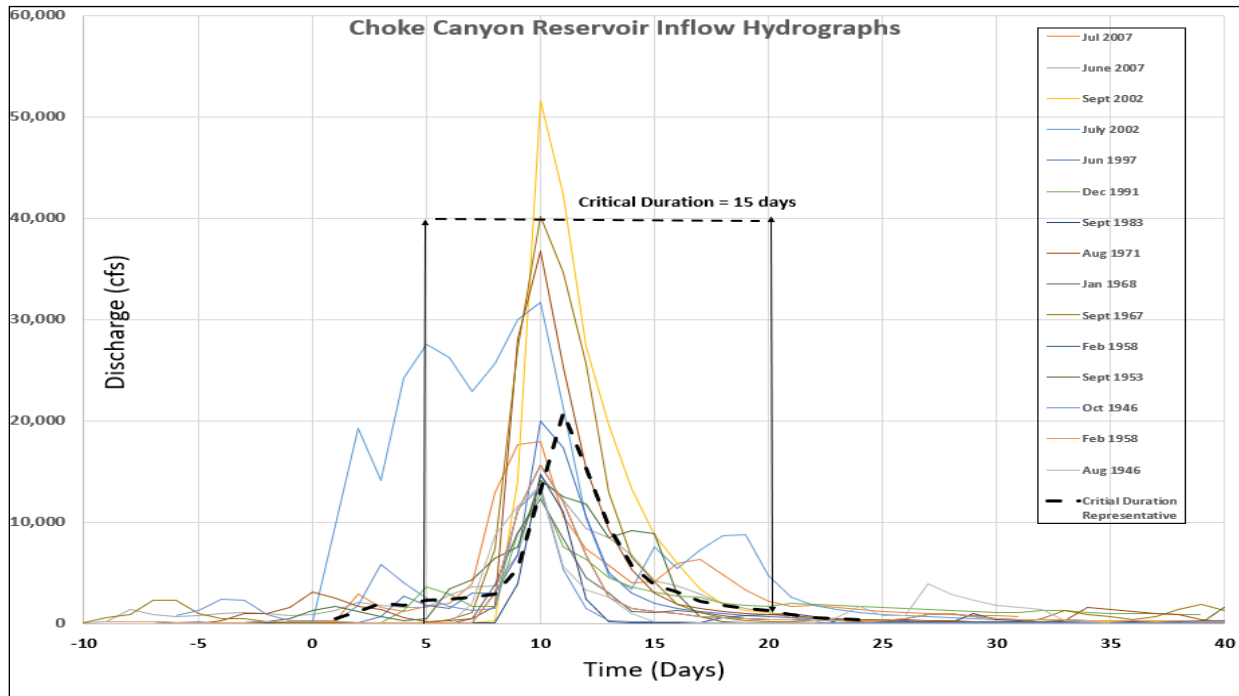 Choke Canyon Reservoir Inflow Hydrographs
60,000
50,000
40,000
30,000
20,000
10,000
0
Discharge (cfs)
Critical Duration = 15 days
Jul 2007
June 2007
Sept 2002
July 2002
Jun 1997
Dec 1991
Sept 1983
Aug 1971
Jan 1968
Sept 1967
Feb 1958
Sept 1953
Oct 1946
Feb 1958
Aug 1946
Critial Duration
Representative
-10
-5
0
5
10
15
20
25
30
35
40
Time (Days)